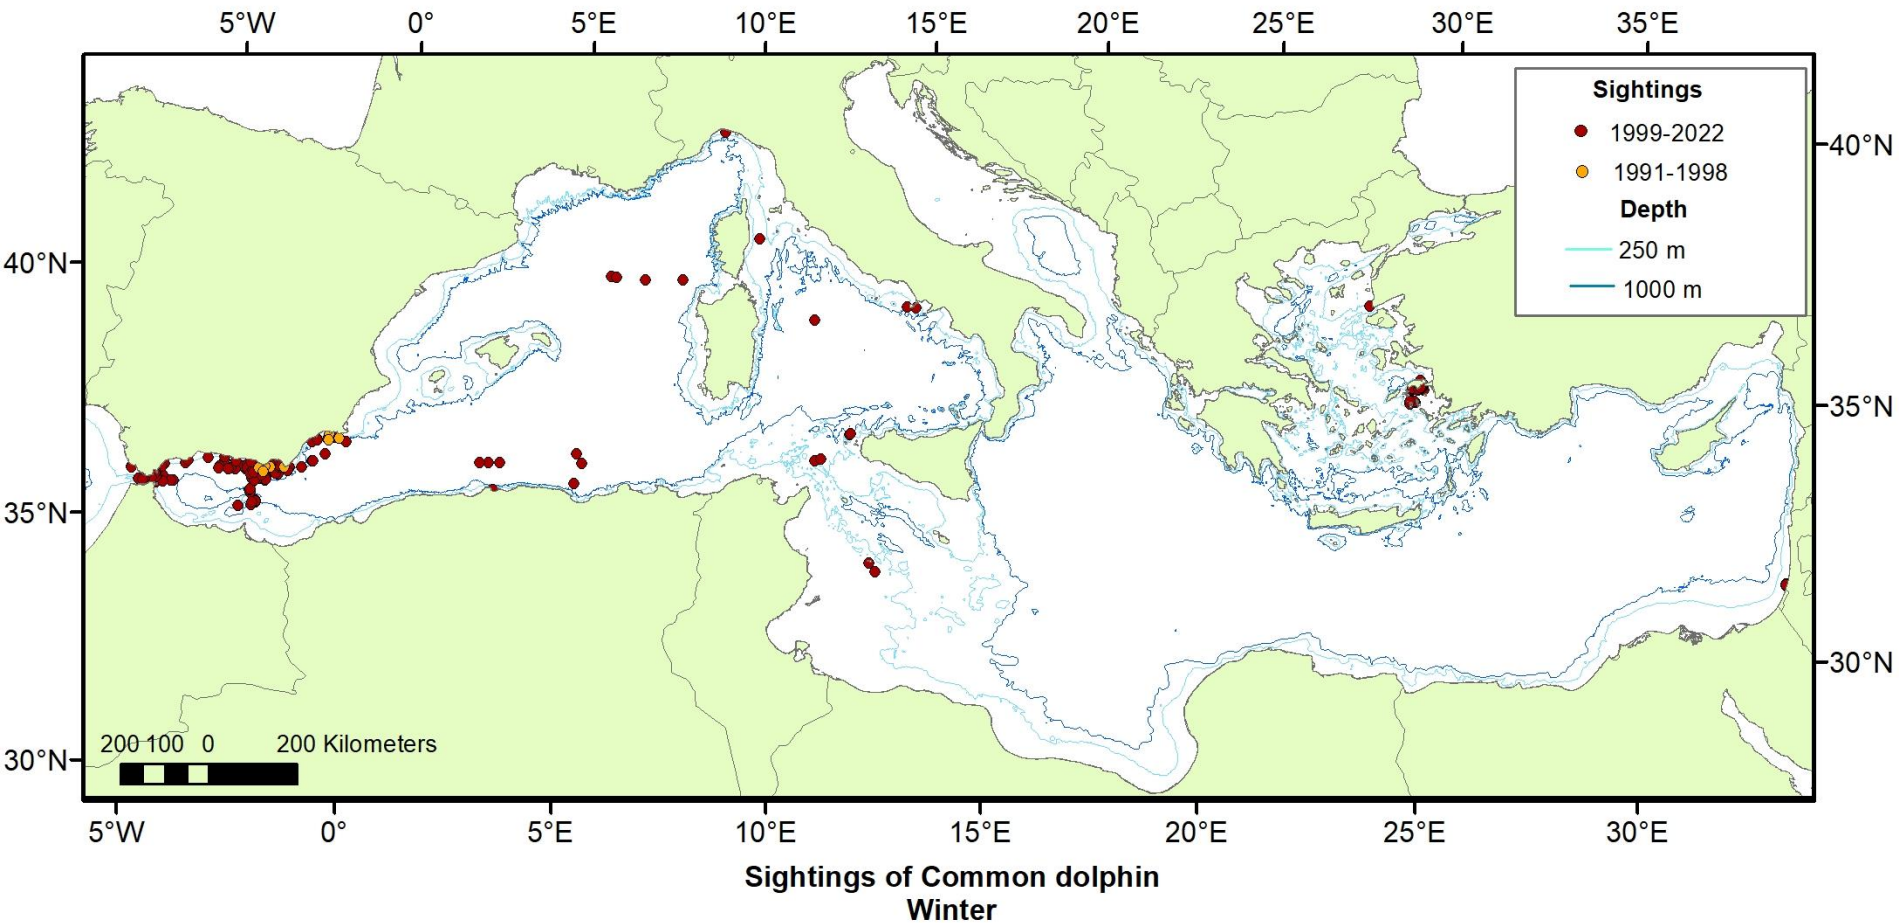 5°W 0° 5°E 10°E 15°E 20°E 25°E 30°E 35°E
Sightings
1999-2022
1991-1998
Depth
250 m
1000 m
40°N
40°N
35°N
35°N
30°N
30°N
200 100 0 200 Kilometers
5°W 0° 5°E 10°E 15°E 20°E 25°E 30°E
Sightings of Common dolphin
Winter